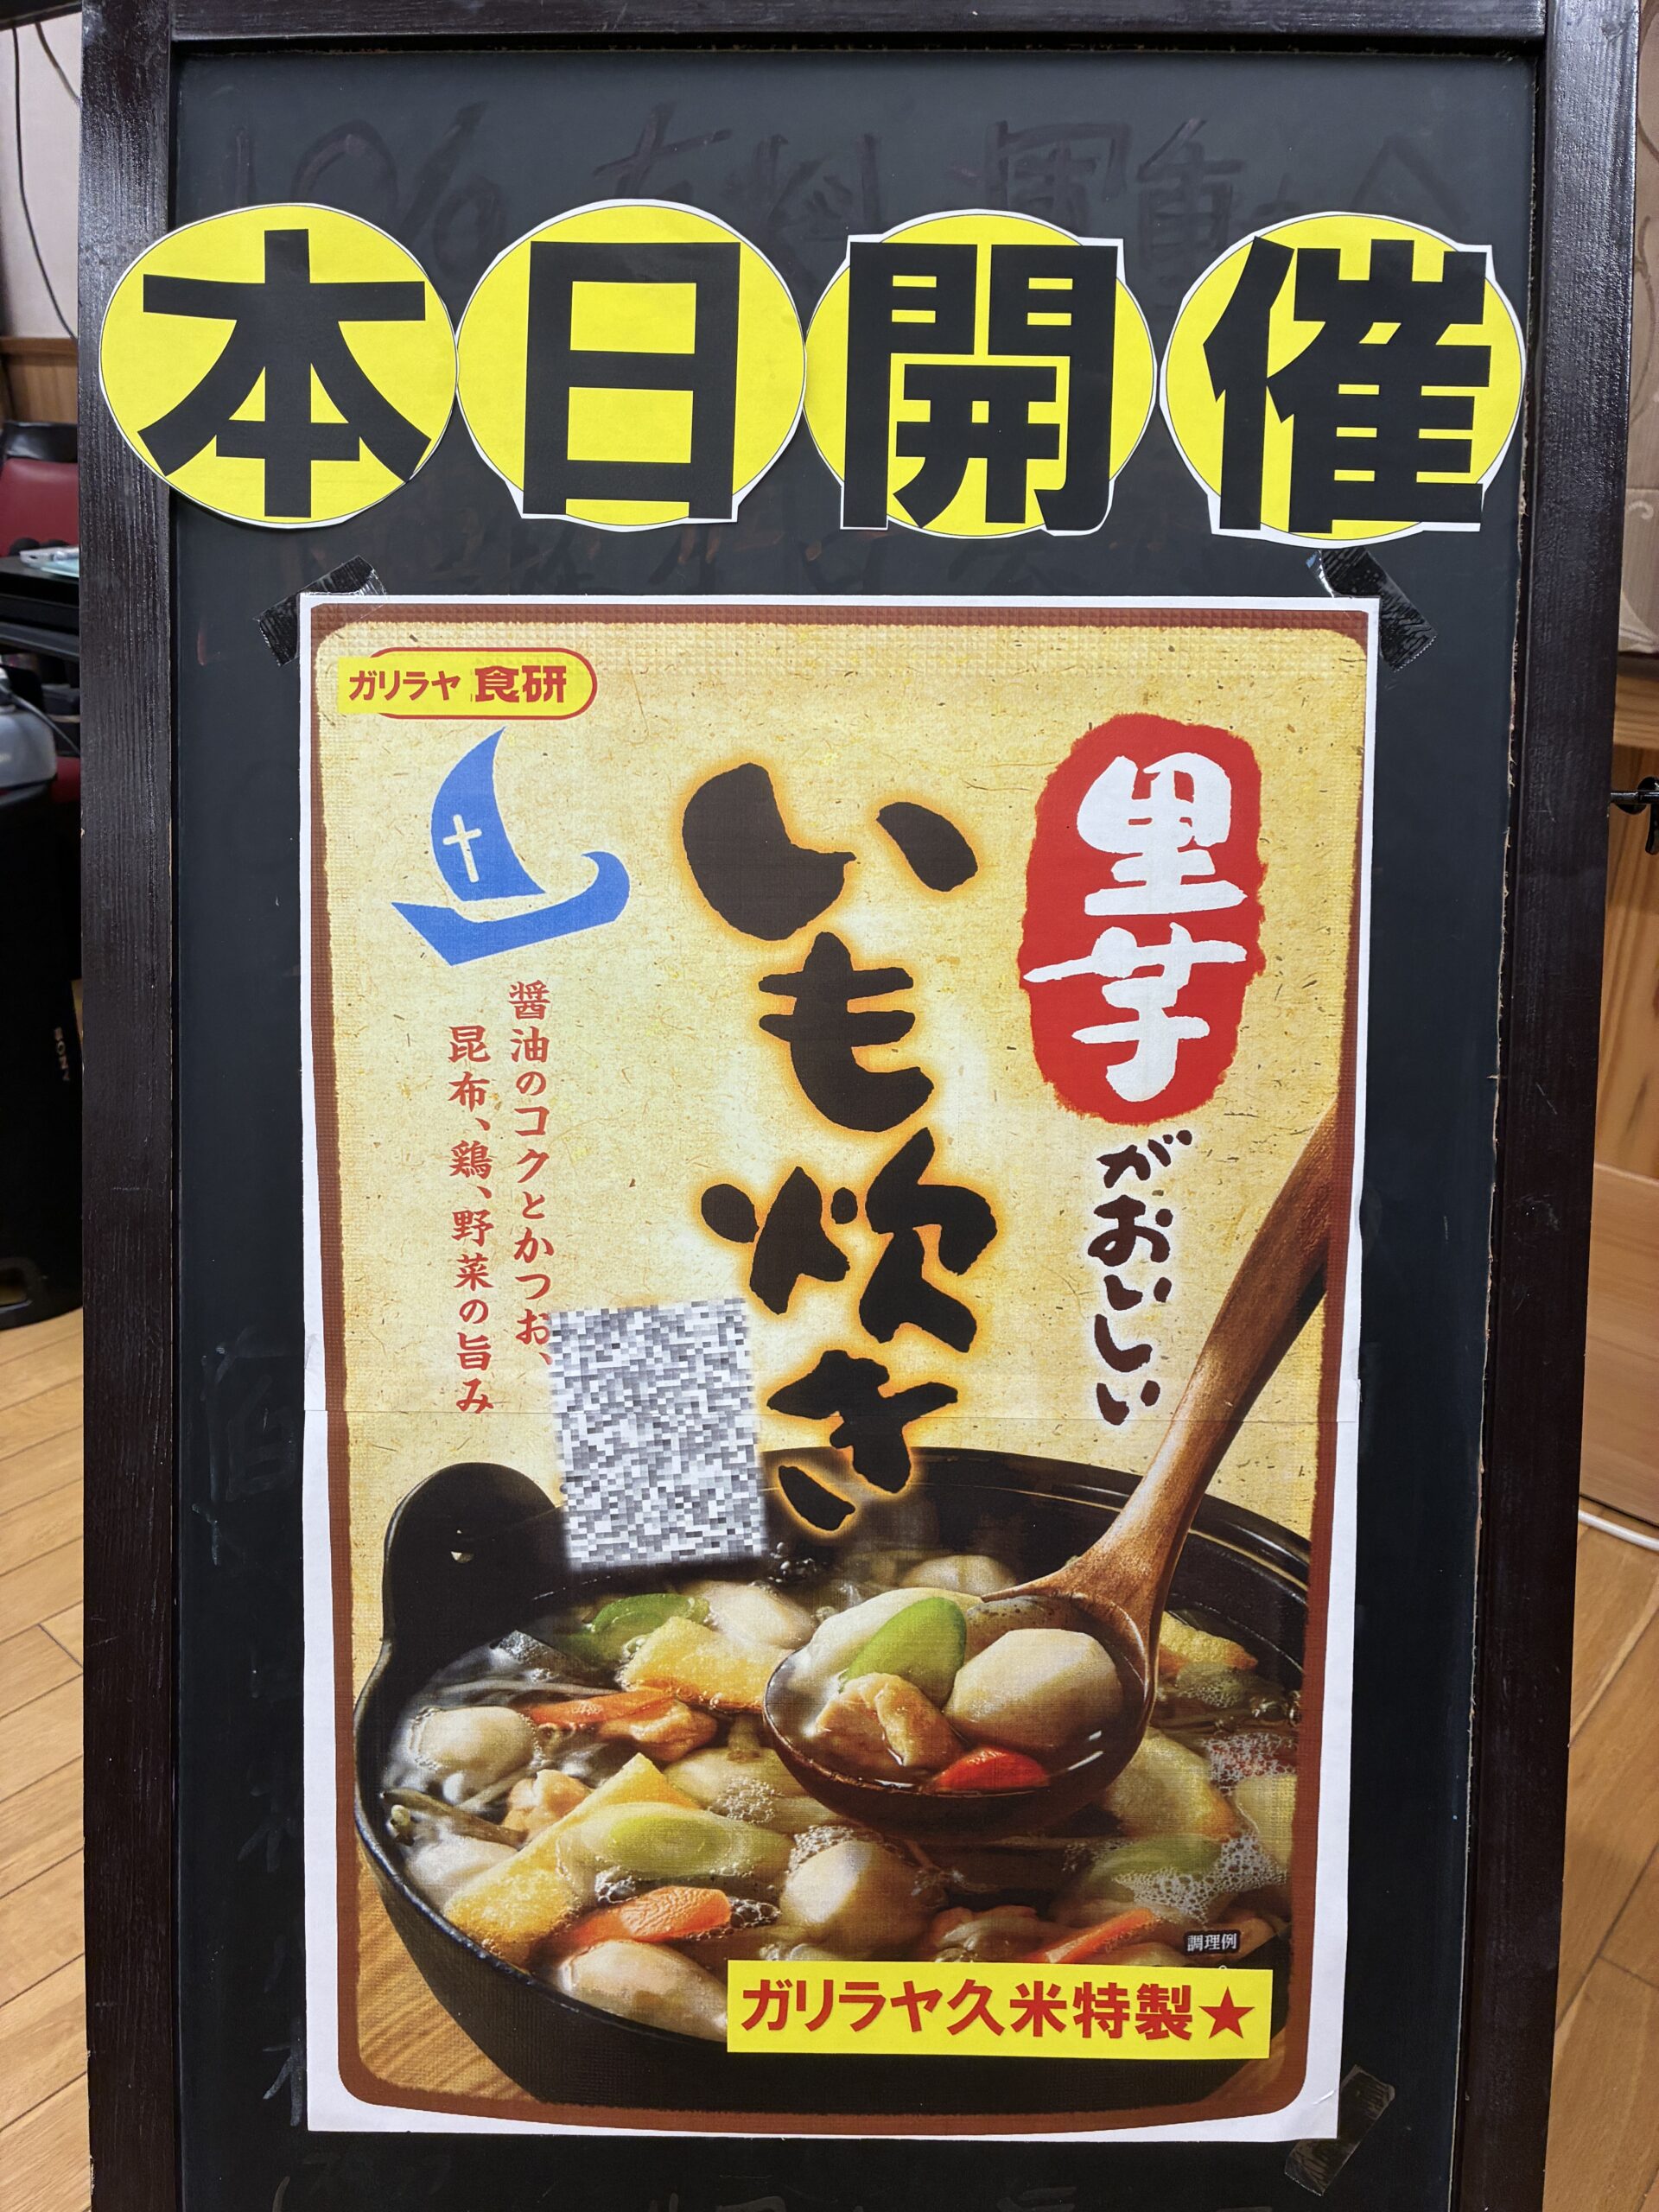 本日開催
ガリラヤ 食研
里芋
がおいしい
いも炊き
醤油のコクとかつお、
昆布、鶏、野菜の旨み
調理例
ガリラヤ久米特製★
SONY